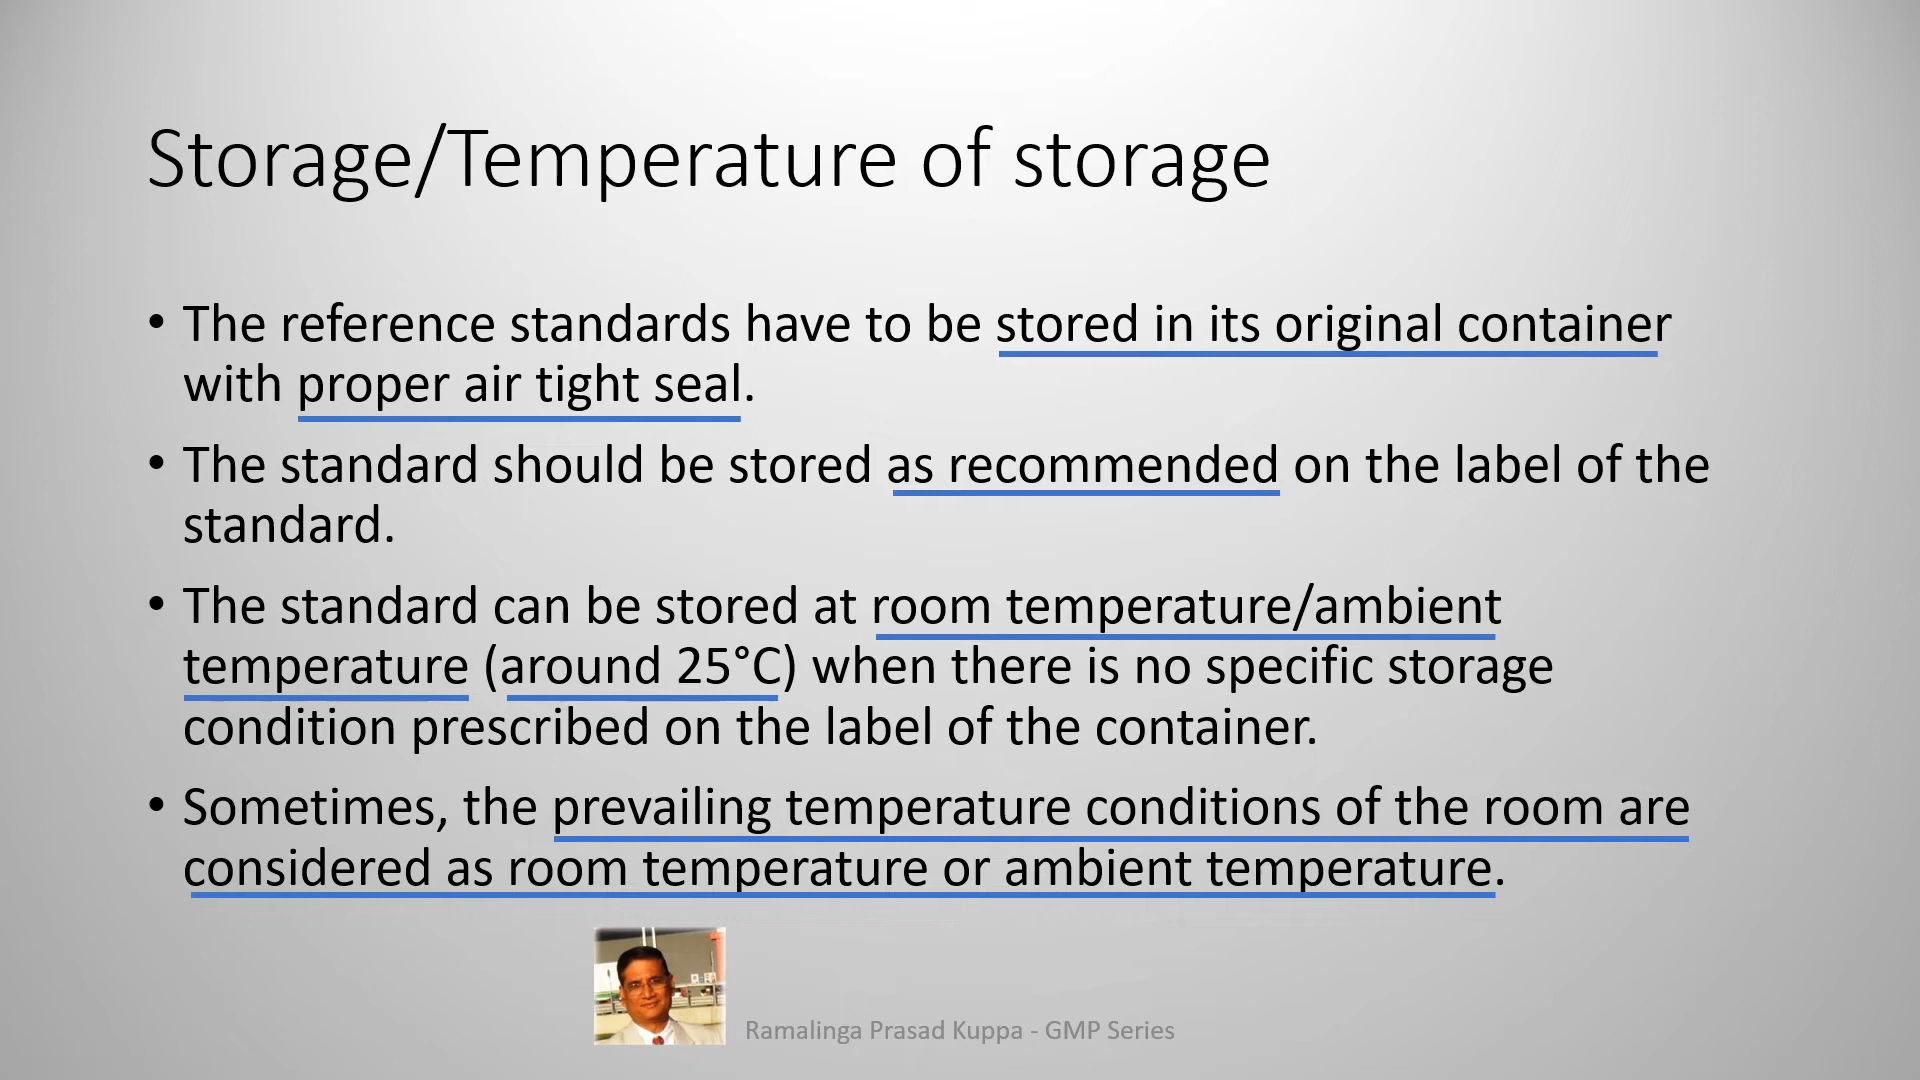 Storage/Temperature of storage
• The reference standards have to be stored in its original container
with proper air tight seal.
• The standard should be stored as recommended on the label of the
standard.
• The standard can be stored at room temperature/ambient
temperature (around 25°C) when there is no specific storage
condition prescribed on the label of the container.
• Sometimes, the prevailing temperature conditions of the room are
considered as room temperature or ambient temperature.
Ramalinga Prasad Kuppa - GMP Series